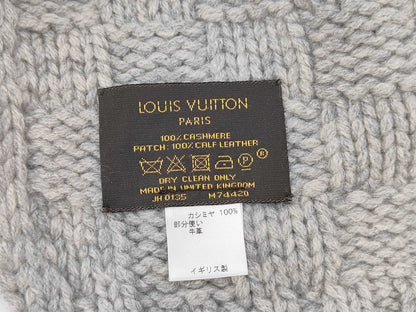 LOUIS VUITTON
PARIS
100% CASHMERE
PATCH: 100% CALF LEATHER
P ®
DRY CLEAN ONLY
MADE IN UNITED KINGDOM
JH 0135 M74420
カシミヤ 100%
部分使い
牛革
イギリス製